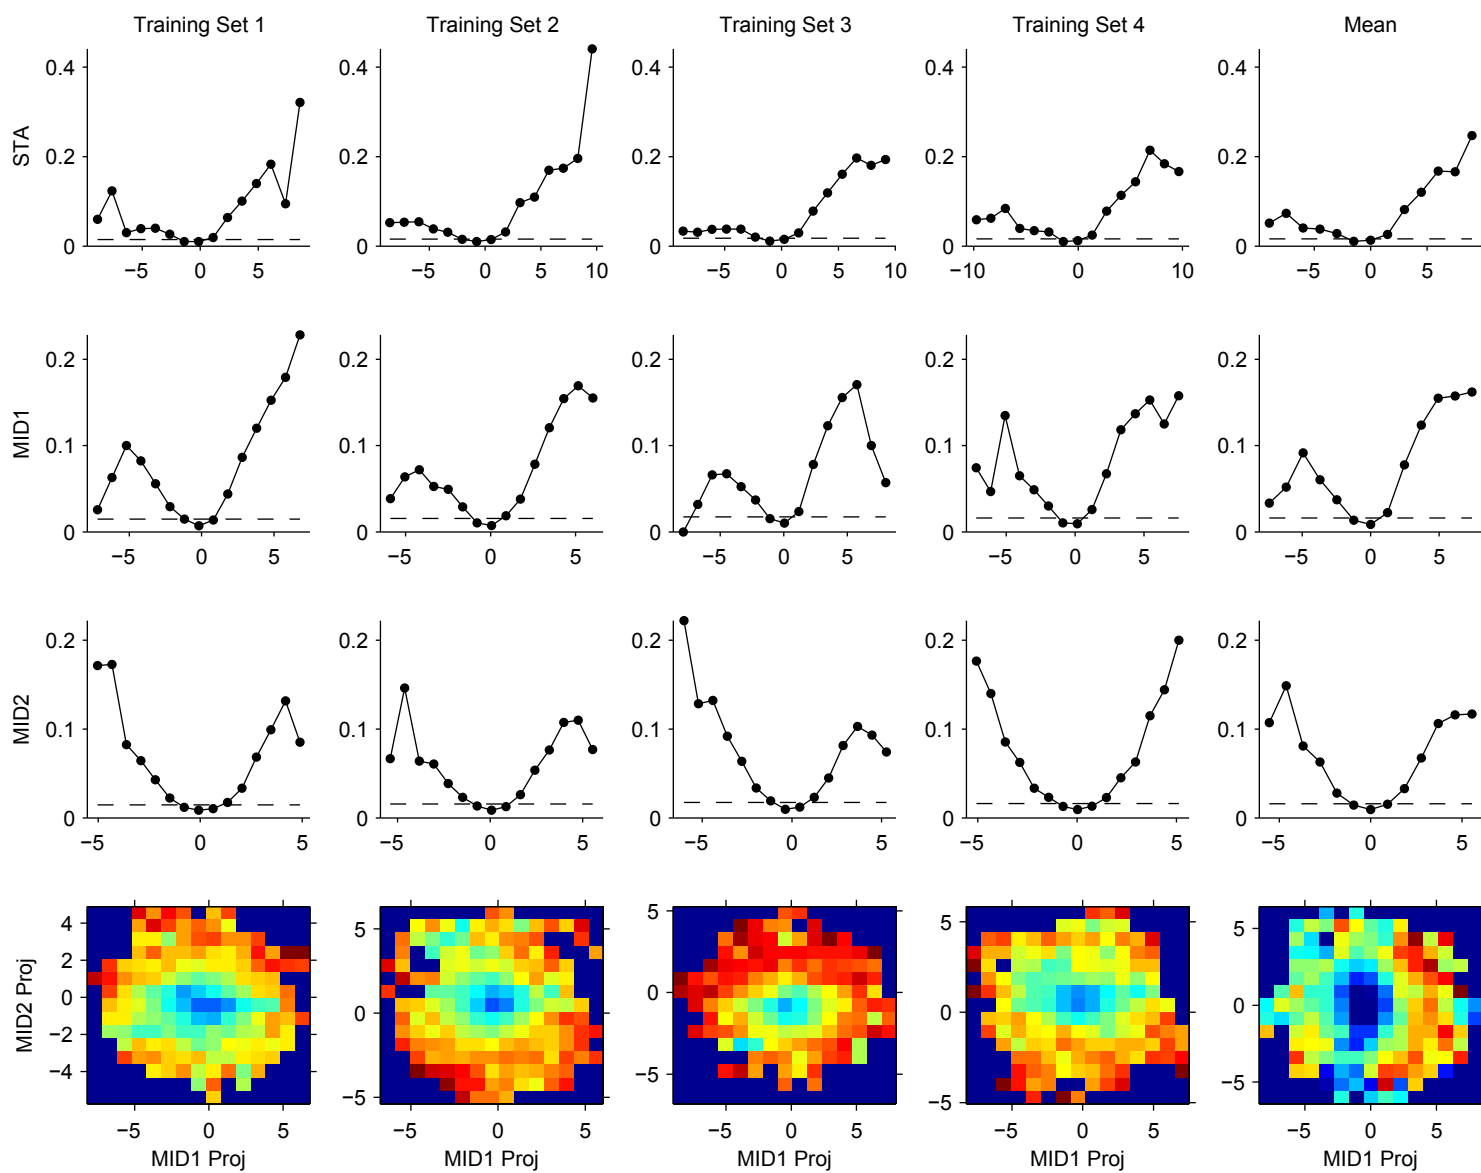 Training Set 1 Training Set 2 Training Set 3 Training Set 4 Mean
STA
0.4 0.4 0.4 0.4 0.4
0.2 0.2 0.2 0.2 0.2
0 0 0 0 0
−5 0 5 −5 0 5 10 −5 0 5 10 −10 0 10 −5 0 5
MID1
0.2 0.2 0.2 0.2 0.2
0.1 0.1 0.1 0.1 0.1
0 0 0 0 0
−5 0 5 −5 0 5 −5 0 5 −5 0 5 −5 0 5
MID2
0.2 0.2 0.2 0.2 0.2
0.1 0.1 0.1 0.1 0.1
0 0 0 0 0
−5 0 5 −5 0 5 −5 0 5 −5 0 5 −5 0 5
MID2 Proj
4 2 0 −2 −4
5 0 −5
5 0 −5
5 0 −5
5 0 −5
−5 0 5 −5 0 5 −5 0 5 −5 0 5 −5 0 5
MID1 Proj MID1 Proj MID1 Proj MID1 Proj MID1 Proj